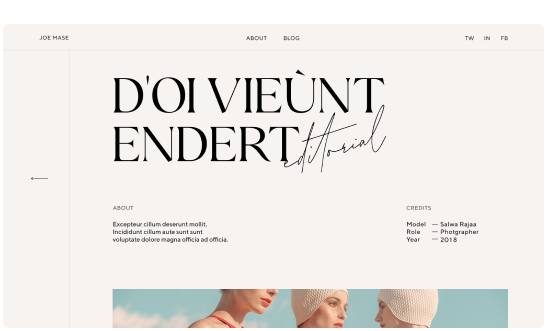 JOE MASE
ABOUT BLOG
TW IN FB
D'OI VIEÙNT
ENDERT editorial
ABOUT
Excepteur cillum deserunt mollit.
Incididunt cillum aute sunt sunt
voluptate dolore magna officia ad officia.
CREDITS
Model — Salwa Rajaa
Role — Photgrapher
Year — 2018